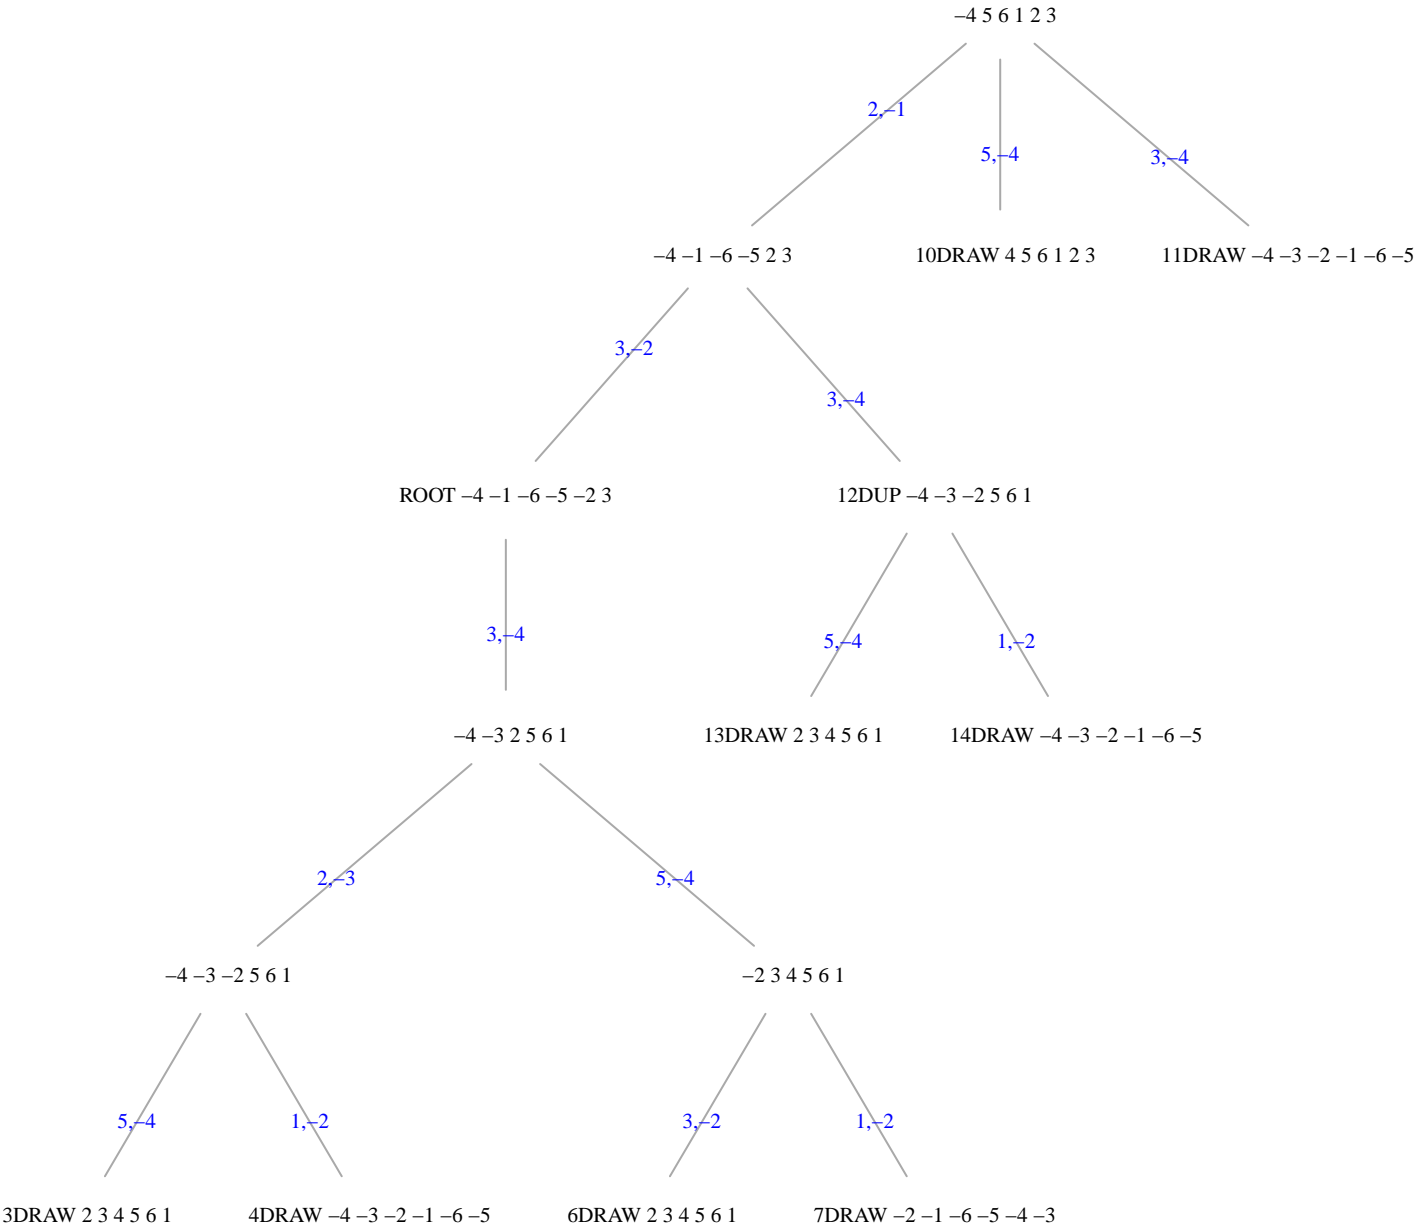 –4 5 6 1 2 3
2,–1
5,–4
3,–4
–4 –1 –6 –5 2 3
10DRAW 4 5 6 1 2 3
11DRAW –4 –3 –2 –1 –6 –5
3,–2
3,–4
ROOT –4 –1 –6 –5 –2 3
12DUP –4 –3 –2 5 6 1
3,–4
5,–4
1,–2
–4 –3 2 5 6 1
13DRAW 2 3 4 5 6 1
14DRAW –4 –3 –2 –1 –6 –5
2,–3
5,–4
–4 –3 –2 5 6 1
–2 3 4 5 6 1
5,–4
1,–2
3,–2
1,–2
3DRAW 2 3 4 5 6 1
4DRAW –4 –3 –2 –1 –6 –5
6DRAW 2 3 4 5 6 1
7DRAW –2 –1 –6 –5 –4 –3